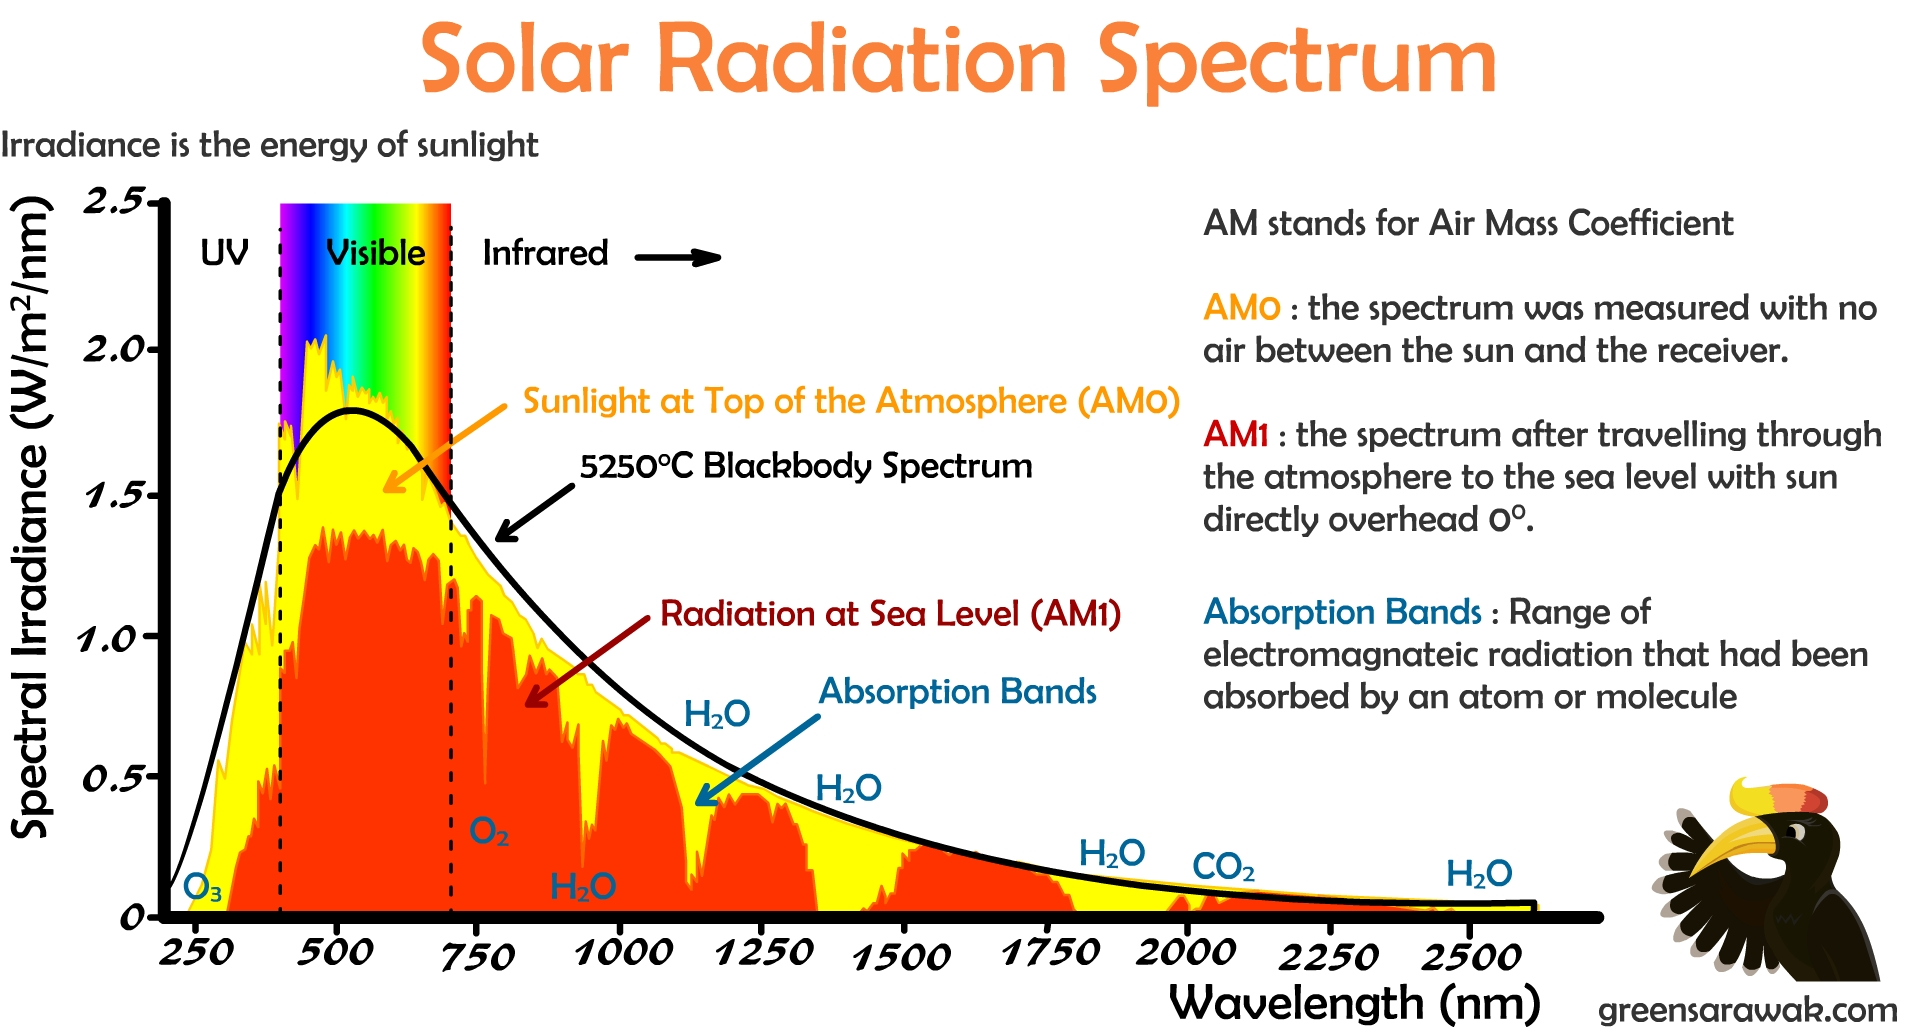 Solar Radiation Spectrum
Irradiance is the energy of sunlight
Spectral Irradiance (W/m²/nm)
2.5
2.0
1.5
1.0
0.5
0
UV
Visible
Infrared
Sunlight at Top of the Atmosphere (AM0)
5250°C Blackbody Spectrum
Radiation at Sea Level (AM1)
Absorption Bands
H₂O
H₂O
O₂
H₂O
O₃
H₂O
CO₂
H₂O
250 500 750 1000 1250 1500 1750 2000 2250 2500
Wavelength (nm)
AM stands for Air Mass Coefficient
AM0 : the spectrum was measured with no
air between the sun and the receiver.
AM1 : the spectrum after travelling through
the atmosphere to the sea level with sun
directly overhead 0°.
Absorption Bands : Range of
electromagnateic radiation that had been
absorbed by an atom or molecule
greensarawak.com